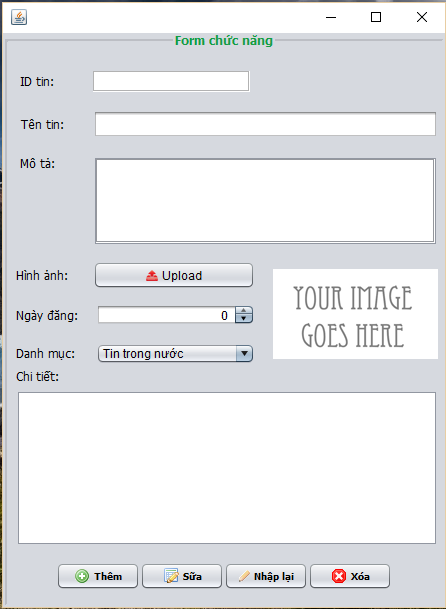 Form chức năng
ID tin:
Tên tin:
Mô tả:
Hình ảnh:
Upload
YOUR IMAGE
GOES HERE
Ngày đăng:
0
Danh mục:
Tin trong nước
Chi tiết:
Thêm
Sữa
Nhập lại
Xóa